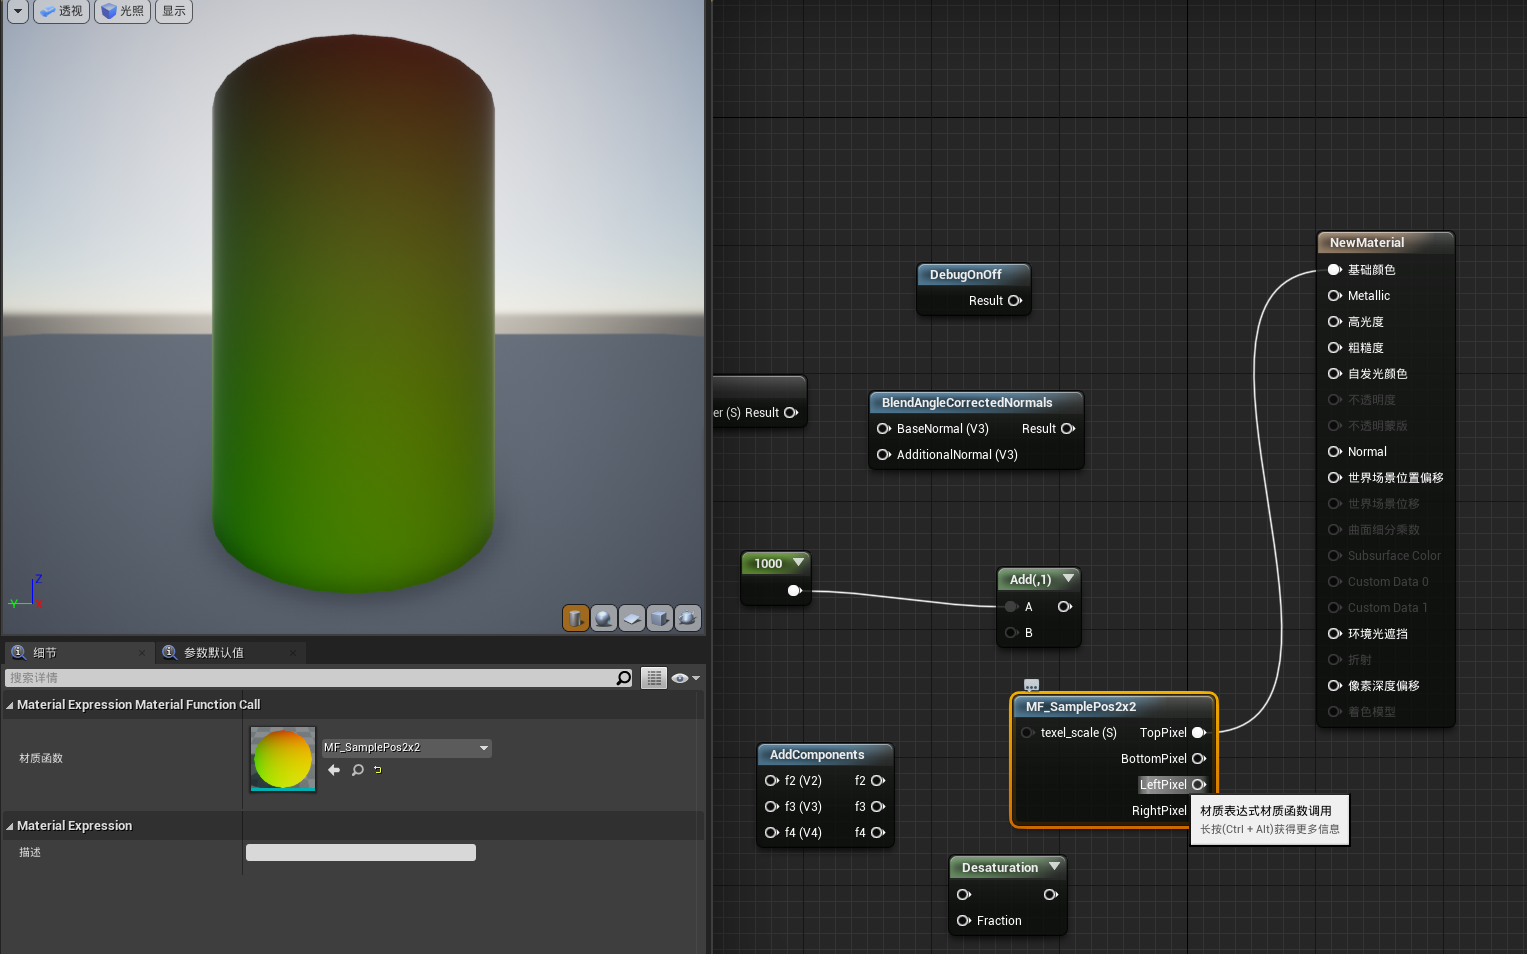 透视
光照
显示
Z
Y
X
细节
参数默认值
搜索详情
Material Expression Material Function Call
材质函数
MF_SamplePos2x2
Material Expression
描述
DebugOnOff
Result
er (S) Result
BlendAngleCorrectedNormals
BaseNormal (V3) Result
AdditionalNormal (V3)
1000
Add(,1)
A
B
MF_SamplePos2x2
texel_scale (S) TopPixel
BottomPixel
LeftPixel
RightPixel
材质表达式材质函数调用
长按(Ctrl + Alt)获得更多信息
AddComponents
f2 (V2) f2
f3 (V3) f3
f4 (V4) f4
Desaturation
Fraction
NewMaterial
基础颜色
Metallic
高光度
粗糙度
自发光颜色
不透明度
不透明蒙版
Normal
世界场景位置偏移
世界场景位移
曲面细分乘数
Subsurface Color
Custom Data 0
Custom Data 1
环境光遮挡
折射
像素深度偏移
着色模型